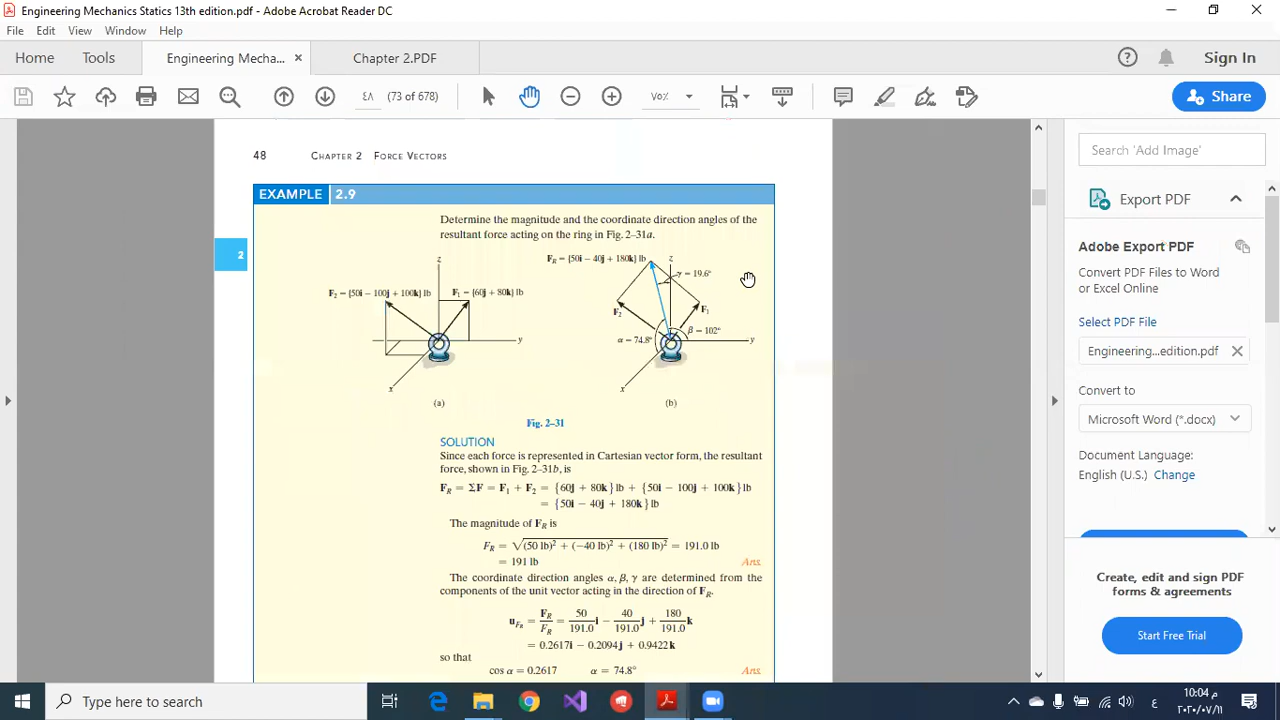 Engineering Mechanics Statics 13th edition.pdf - Adobe Acrobat Reader DC
File Edit View Window Help
Home Tools Engineering Mecha... × Chapter 2.PDF Sign In
٤٨ (73 of 678) ٧٥% Share
48 CHAPTER 2 FORCE VECTORS
EXAMPLE 2.9
Determine the magnitude and the coordinate direction angles of the
resultant force acting on the ring in Fig. 2–31a.
2
z
F₂ = {50i − 100j + 100k} lb F₁ = {60j + 80k} lb
y
x
(a)
F_R = {50i − 40j + 180k} lb z
γ = 19.6°
F₂ F₁
β = 102°
α = 74.8° y
x
(b)
Fig. 2–31
SOLUTION
Since each force is represented in Cartesian vector form, the resultant
force, shown in Fig. 2–31b, is
F_R = ΣF = F₁ + F₂ = {60j + 80k} lb + {50i − 100j + 100k} lb
= {50i − 40j + 180k} lb
The magnitude of F_R is
F_R = √(50 lb)² + (−40 lb)² + (180 lb)² = 191.0 lb
= 191 lb Ans.
The coordinate direction angles α, β, γ are determined from the
components of the unit vector acting in the direction of F_R.
u_FR = F_R/F_R = 50/191.0 i − 40/191.0 j + 180/191.0 k
= 0.2617i − 0.2094j + 0.9422k
so that
cos α = 0.2617 α = 74.8° Ans.
Search 'Add Image'
Export PDF
Adobe Export PDF
Convert PDF Files to Word
or Excel Online
Select PDF File
Engineering...edition.pdf ×
Convert to
Microsoft Word (*.docx)
Document Language:
English (U.S.) Change
Create, edit and sign PDF
forms & agreements
Start Free Trial
Type here to search
ع
10:04 م
٢٠٢٠/٠٧/١١